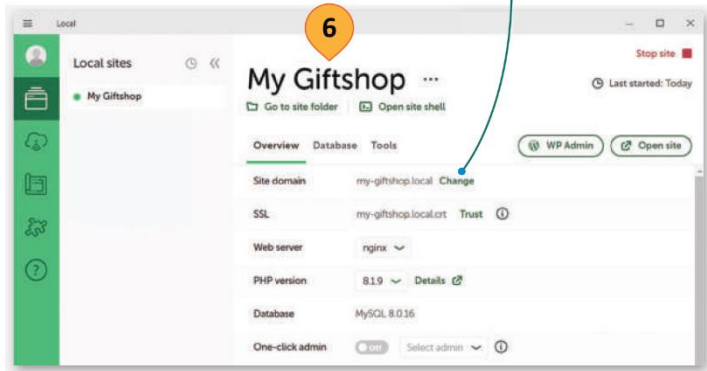 Local
6
Local sites
My Giftshop
My Giftshop ...
Stop site
Last started: Today
Go to site folder
Open site shell
Overview Database Tools
WP Admin
Open site
Site domain my-giftshop.local Change
SSL my-giftshop.local.crt Trust
Web server nginx
PHP version 8.1.9 Details
Database MySQL 8.0.16
One-click admin Off Select admin